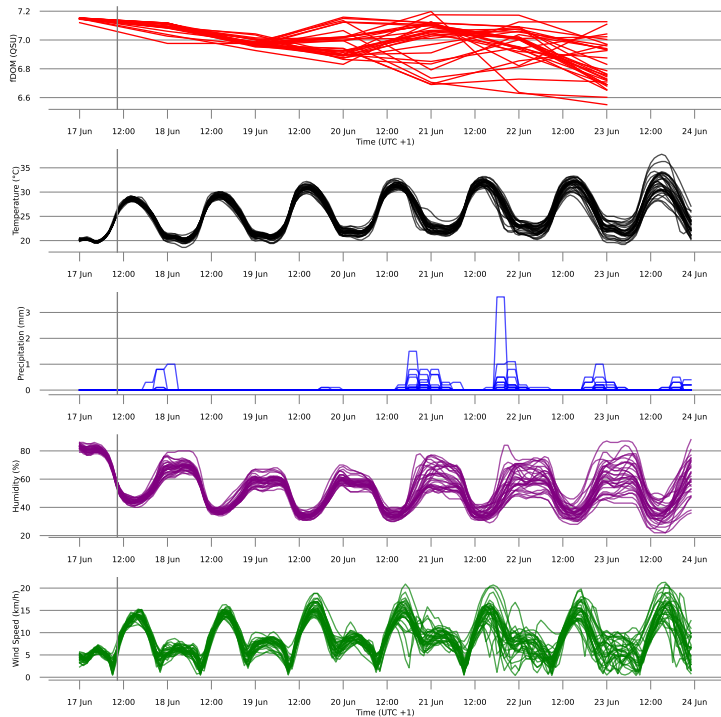 7.2
7.0
6.8
6.6
fDOM (QSU)
17 Jun 12:00 18 Jun 12:00 19 Jun 12:00 20 Jun 12:00 21 Jun 12:00 22 Jun 12:00 23 Jun 12:00 24 Jun
Time (UTC +1)
35
30
25
20
Temperature (°C)
17 Jun 12:00 18 Jun 12:00 19 Jun 12:00 20 Jun 12:00 21 Jun 12:00 22 Jun 12:00 23 Jun 12:00 24 Jun
3
2
1
0
Precipitation (mm)
17 Jun 12:00 18 Jun 12:00 19 Jun 12:00 20 Jun 12:00 21 Jun 12:00 22 Jun 12:00 23 Jun 12:00 24 Jun
80
60
40
20
Humidity (%)
17 Jun 12:00 18 Jun 12:00 19 Jun 12:00 20 Jun 12:00 21 Jun 12:00 22 Jun 12:00 23 Jun 12:00 24 Jun
20
15
10
5
0
Wind Speed (km/h)
17 Jun 12:00 18 Jun 12:00 19 Jun 12:00 20 Jun 12:00 21 Jun 12:00 22 Jun 12:00 23 Jun 12:00 24 Jun
Time (UTC +1)